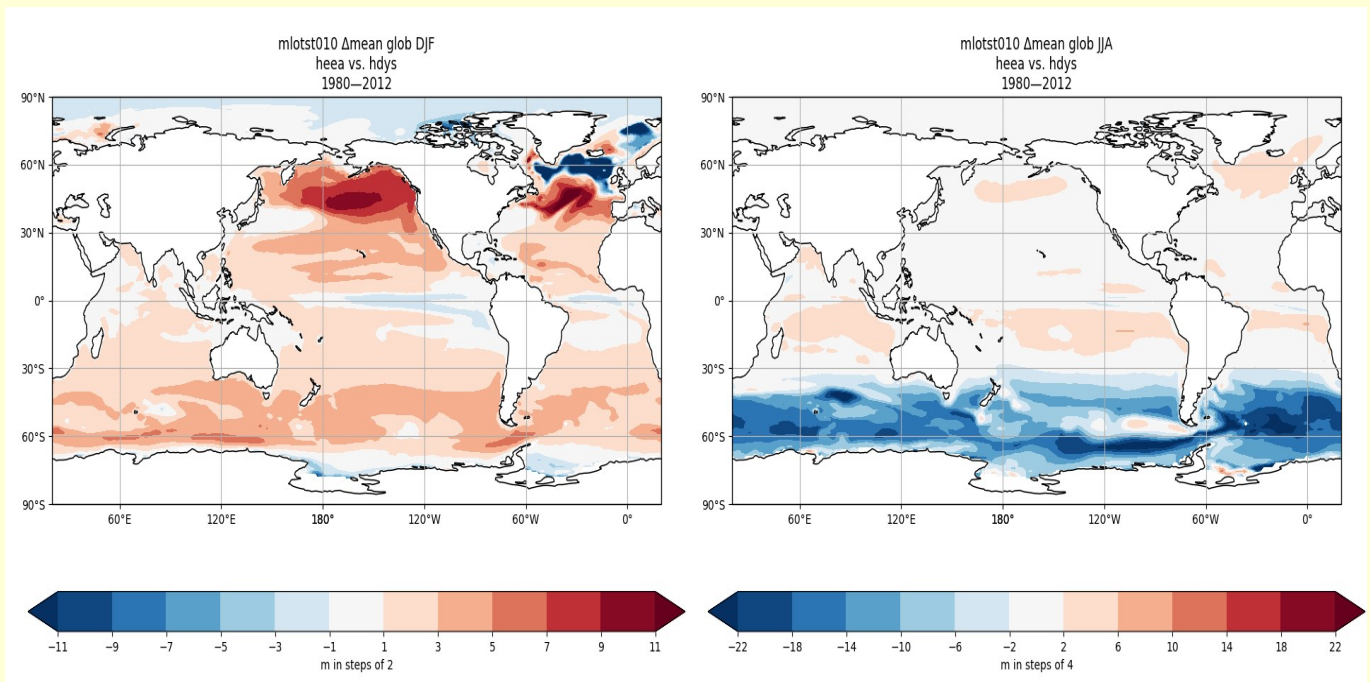 mlotst010 Δmean glob DJF
heea vs. hdys
1980—2012
90°N
60°N
30°N
0°
30°S
60°S
90°S
60°E 120°E 180° 120°W 60°W 0°
−11 −9 −7 −5 −3 −1 1 3 5 7 9 11
m in steps of 2
mlotst010 Δmean glob JJA
heea vs. hdys
1980—2012
90°N
60°N
30°N
0°
30°S
60°S
90°S
60°E 120°E 180° 120°W 60°W 0°
−22 −18 −14 −10 −6 −2 2 6 10 14 18 22
m in steps of 4